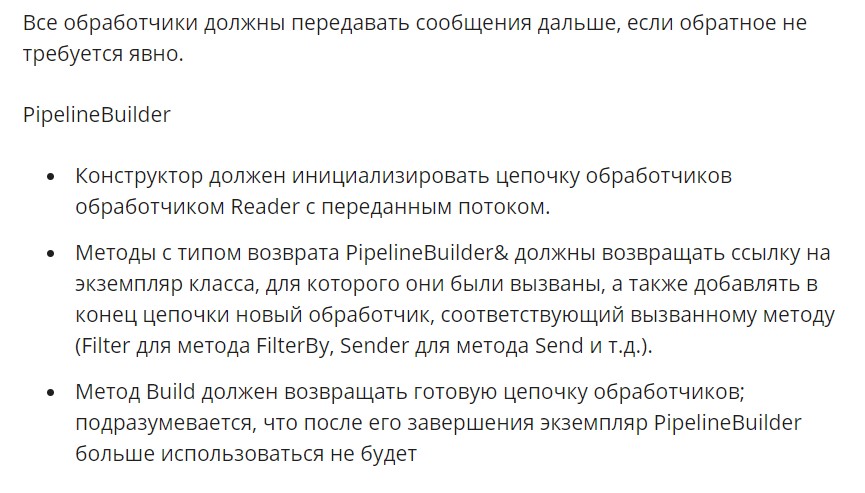 Все обработчики должны передавать сообщения дальше, если обратное не
требуется явно.
PipelineBuilder
• Конструктор должен инициализировать цепочку обработчиков
обработчиком Reader с переданным потоком.
• Методы с типом возврата PipelineBuilder& должны возвращать ссылку на
экземпляр класса, для которого они были вызваны, а также добавлять в
конец цепочки новый обработчик, соответствующий вызванному методу
(Filter для метода FilterBy, Sender для метода Send и т.д.).
• Метод Build должен возвращать готовую цепочку обработчиков;
подразумевается, что после его завершения экземпляр PipelineBuilder
больше использоваться не будет